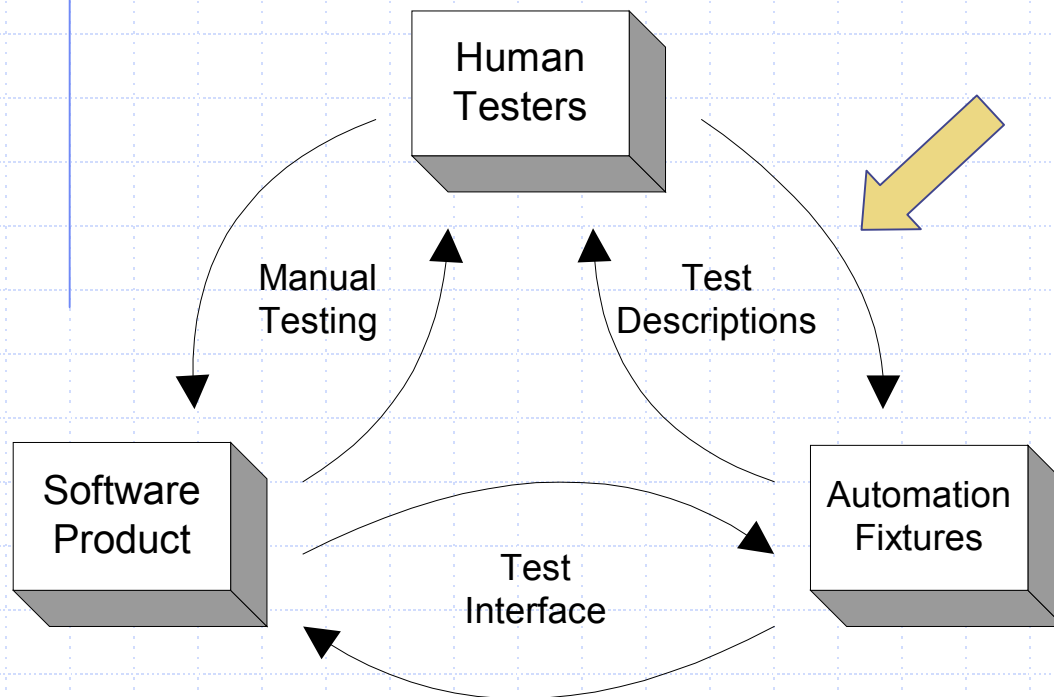 Human
Testers
Manual
Testing
Test
Descriptions
Software
Product
Automation
Fixtures
Test
Interface